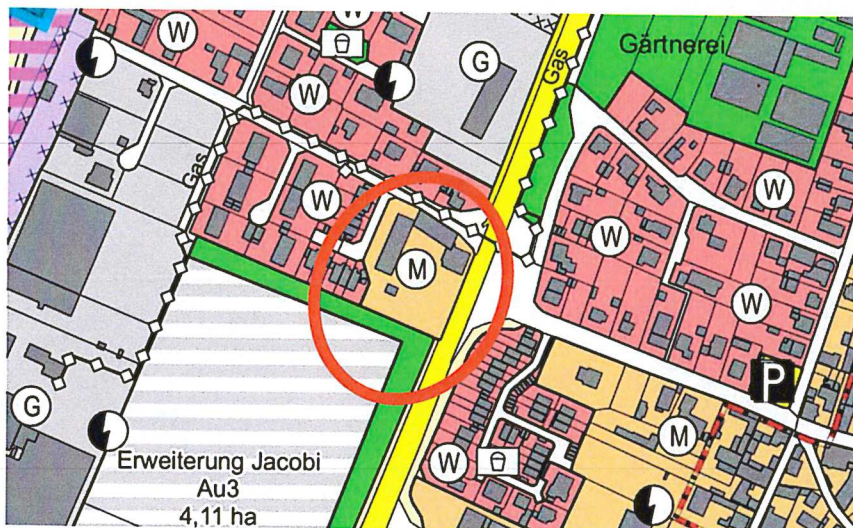 W
W
G
Gas
Gärtnerei
W
Gas
W
W
W
W
M
W
P
G
M
W
Erweiterung Jacobi
Au3
4,11 ha